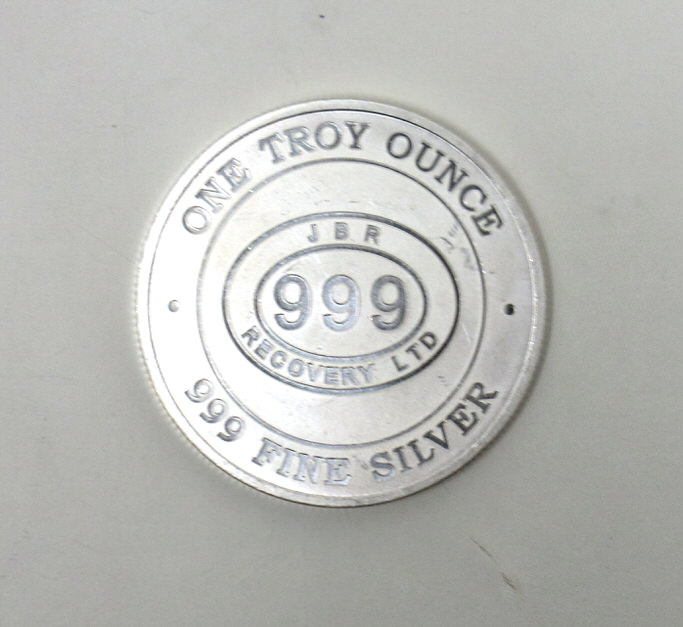 ONE TROY OUNCE
JBR
999
RECOVERY LTD
999 FINE SILVER